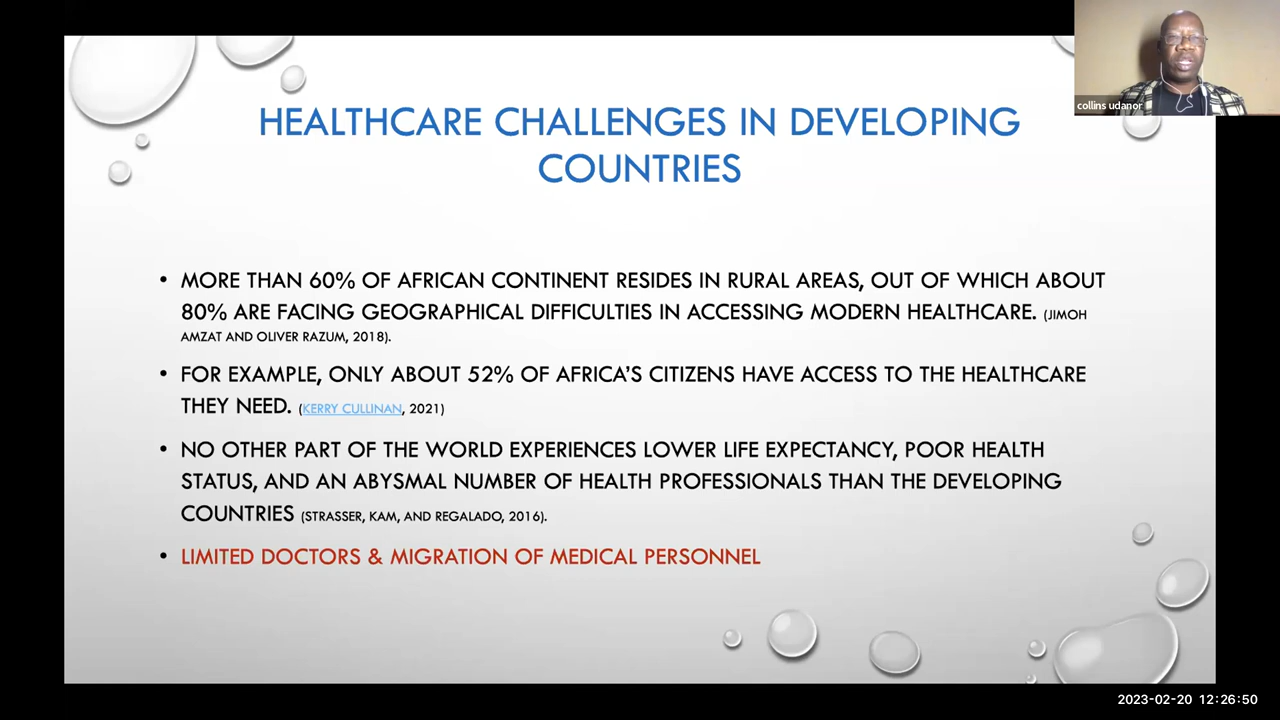 collins udanor
HEALTHCARE CHALLENGES IN DEVELOPING
COUNTRIES
• MORE THAN 60% OF AFRICAN CONTINENT RESIDES IN RURAL AREAS, OUT OF WHICH ABOUT
80% ARE FACING GEOGRAPHICAL DIFFICULTIES IN ACCESSING MODERN HEALTHCARE. (JIMOH
AMZAT AND OLIVER RAZUM, 2018).
• FOR EXAMPLE, ONLY ABOUT 52% OF AFRICA’S CITIZENS HAVE ACCESS TO THE HEALTHCARE
THEY NEED. (KERRY CULLINAN, 2021)
• NO OTHER PART OF THE WORLD EXPERIENCES LOWER LIFE EXPECTANCY, POOR HEALTH
STATUS, AND AN ABYSMAL NUMBER OF HEALTH PROFESSIONALS THAN THE DEVELOPING
COUNTRIES (STRASSER, KAM, AND REGALADO, 2016).
• LIMITED DOCTORS & MIGRATION OF MEDICAL PERSONNEL
2023-02-20 12:26:50